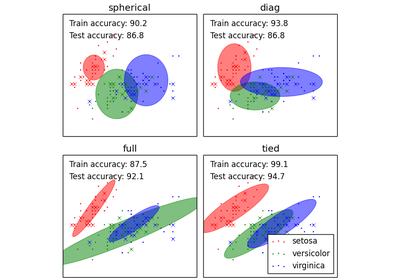 spherical
Train accuracy: 90.2
Test accuracy: 86.8
diag
Train accuracy: 93.8
Test accuracy: 86.8
full
Train accuracy: 87.5
Test accuracy: 92.1
tied
Train accuracy: 99.1
Test accuracy: 94.7
setosa
versicolor
virginica